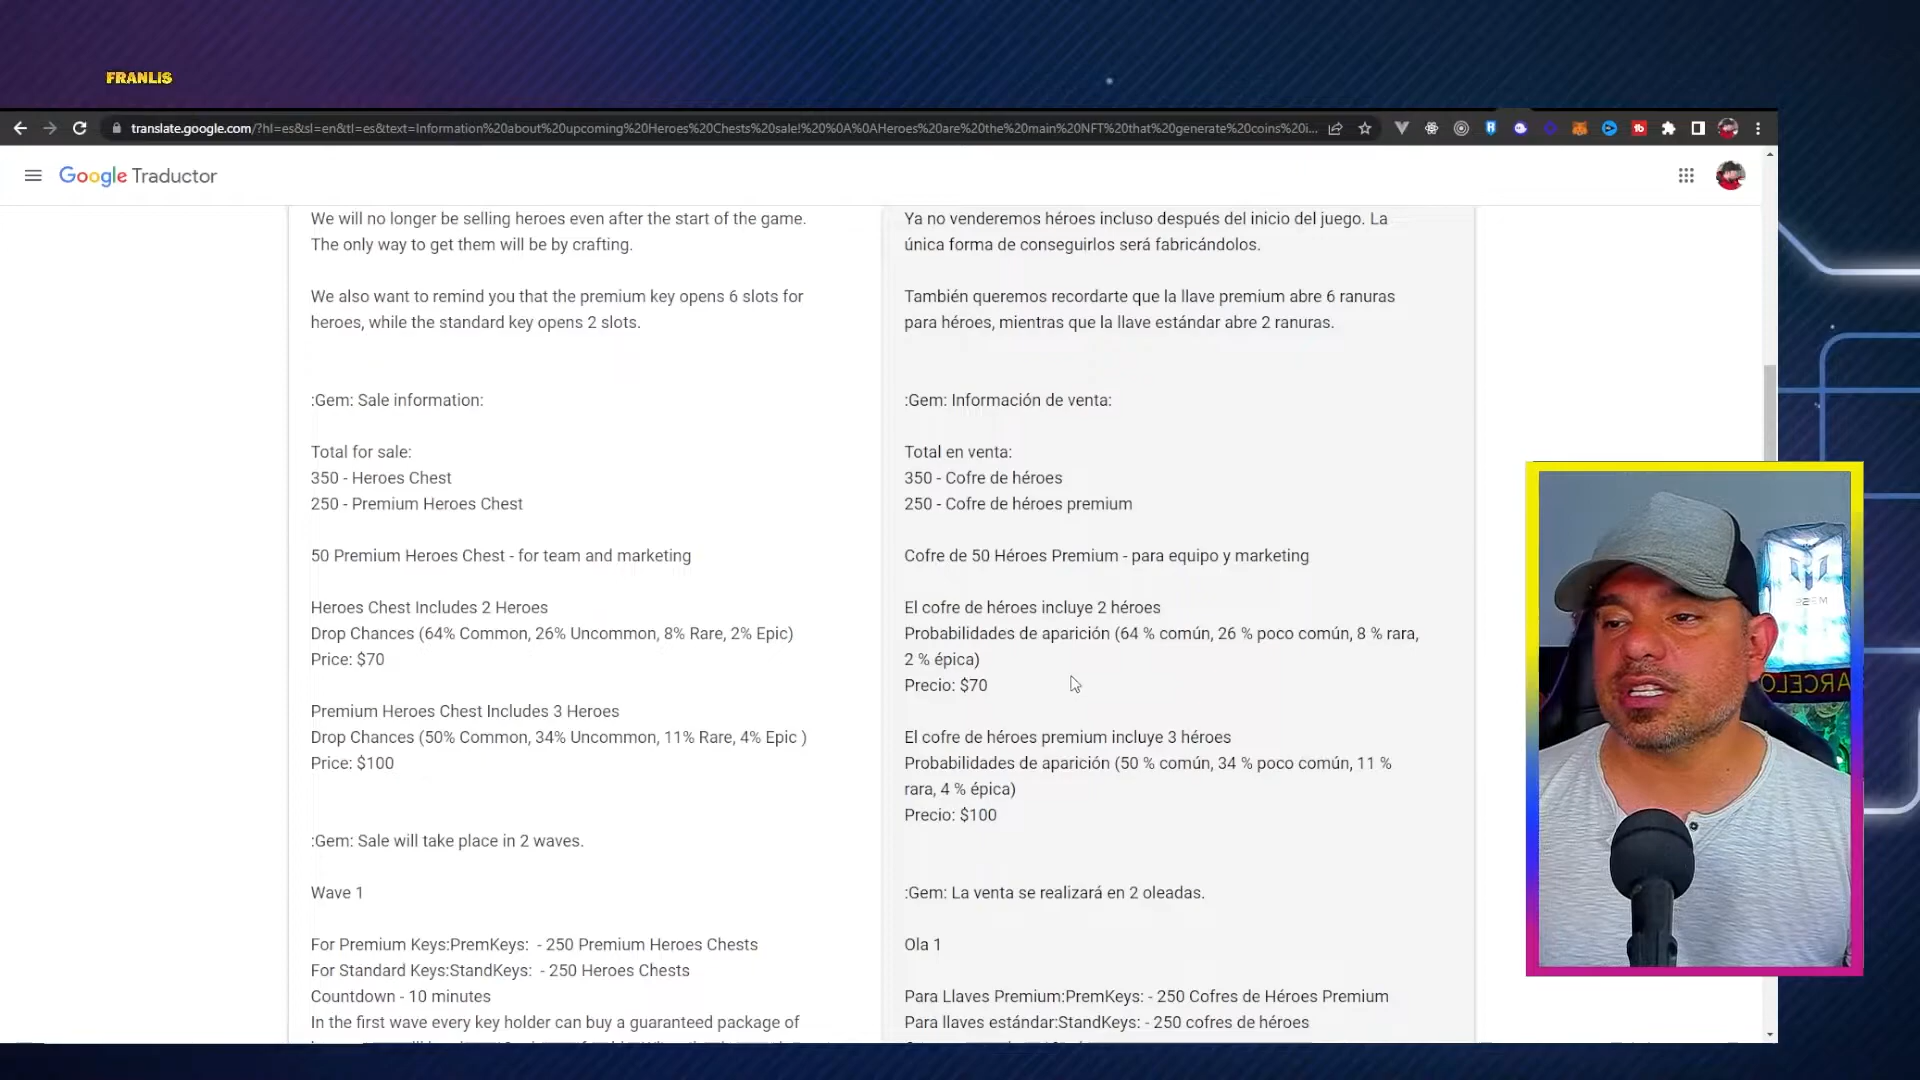 FRANLIS
translate.google.com/?hl=es&sl=en&tl=es&text=Information%20about%20upcoming%20Heroes%20Chests%20sale!%20%0A%0AHeroes%20are%20the%20main%20NFT%20that%20generate%20coins%20i...
Google Traductor
We will no longer be selling heroes even after the start of the game.
The only way to get them will be by crafting.
We also want to remind you that the premium key opens 6 slots for
heroes, while the standard key opens 2 slots.
:Gem: Sale information:
Total for sale:
350 - Heroes Chest
250 - Premium Heroes Chest
50 Premium Heroes Chest - for team and marketing
Heroes Chest Includes 2 Heroes
Drop Chances (64% Common, 26% Uncommon, 8% Rare, 2% Epic)
Price: $70
Premium Heroes Chest Includes 3 Heroes
Drop Chances (50% Common, 34% Uncommon, 11% Rare, 4% Epic )
Price: $100
:Gem: Sale will take place in 2 waves.
Wave 1
For Premium Keys:PremKeys:  - 250 Premium Heroes Chests
For Standard Keys:StandKeys:  - 250 Heroes Chests
Countdown - 10 minutes
In the first wave every key holder can buy a guaranteed package of
Ya no venderemos héroes incluso después del inicio del juego. La
única forma de conseguirlos será fabricándolos.
También queremos recordarte que la llave premium abre 6 ranuras
para héroes, mientras que la llave estándar abre 2 ranuras.
:Gem: Información de venta:
Total en venta:
350 - Cofre de héroes
250 - Cofre de héroes premium
Cofre de 50 Héroes Premium - para equipo y marketing
El cofre de héroes incluye 2 héroes
Probabilidades de aparición (64 % común, 26 % poco común, 8 % rara,
2 % épica)
Precio: $70
El cofre de héroes premium incluye 3 héroes
Probabilidades de aparición (50 % común, 34 % poco común, 11 %
rara, 4 % épica)
Precio: $100
:Gem: La venta se realizará en 2 oleadas.
Ola 1
Para Llaves Premium:PremKeys: - 250 Cofres de Héroes Premium
Para llaves estándar:StandKeys: - 250 cofres de héroes